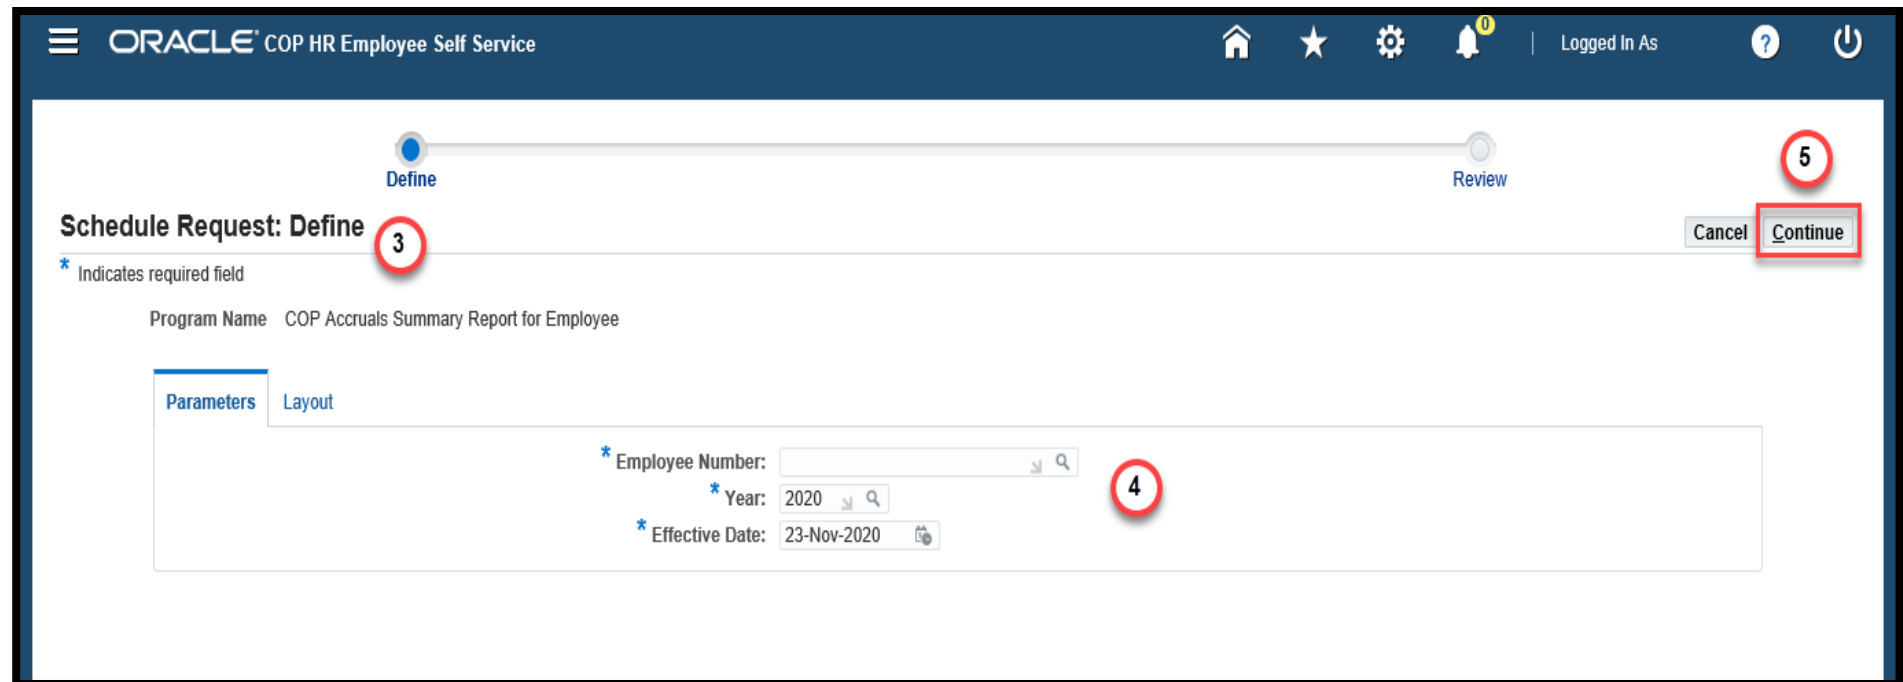 ORACLE COP HR Employee Self Service
0
Logged In As
?
Define
Review
5
Schedule Request: Define
3
Cancel
Continue
* Indicates required field
Program Name COP Accruals Summary Report for Employee
Parameters
Layout
* Employee Number:
4
* Year: 2020
* Effective Date: 23-Nov-2020